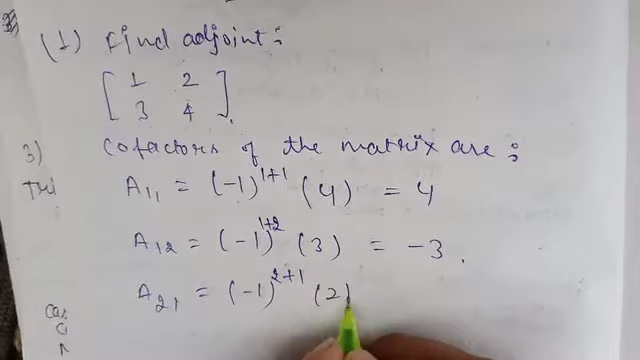 (1) Find adjoint:
[ 1 2
3 4 ].
3) Cofactors of the matrix are:
A₁₁ = (-1)¹⁺¹ (4) = 4
A₁₂ = (-1)¹⁺² (3) = -3.
A₂₁ = (-1)²⁺¹ (2)